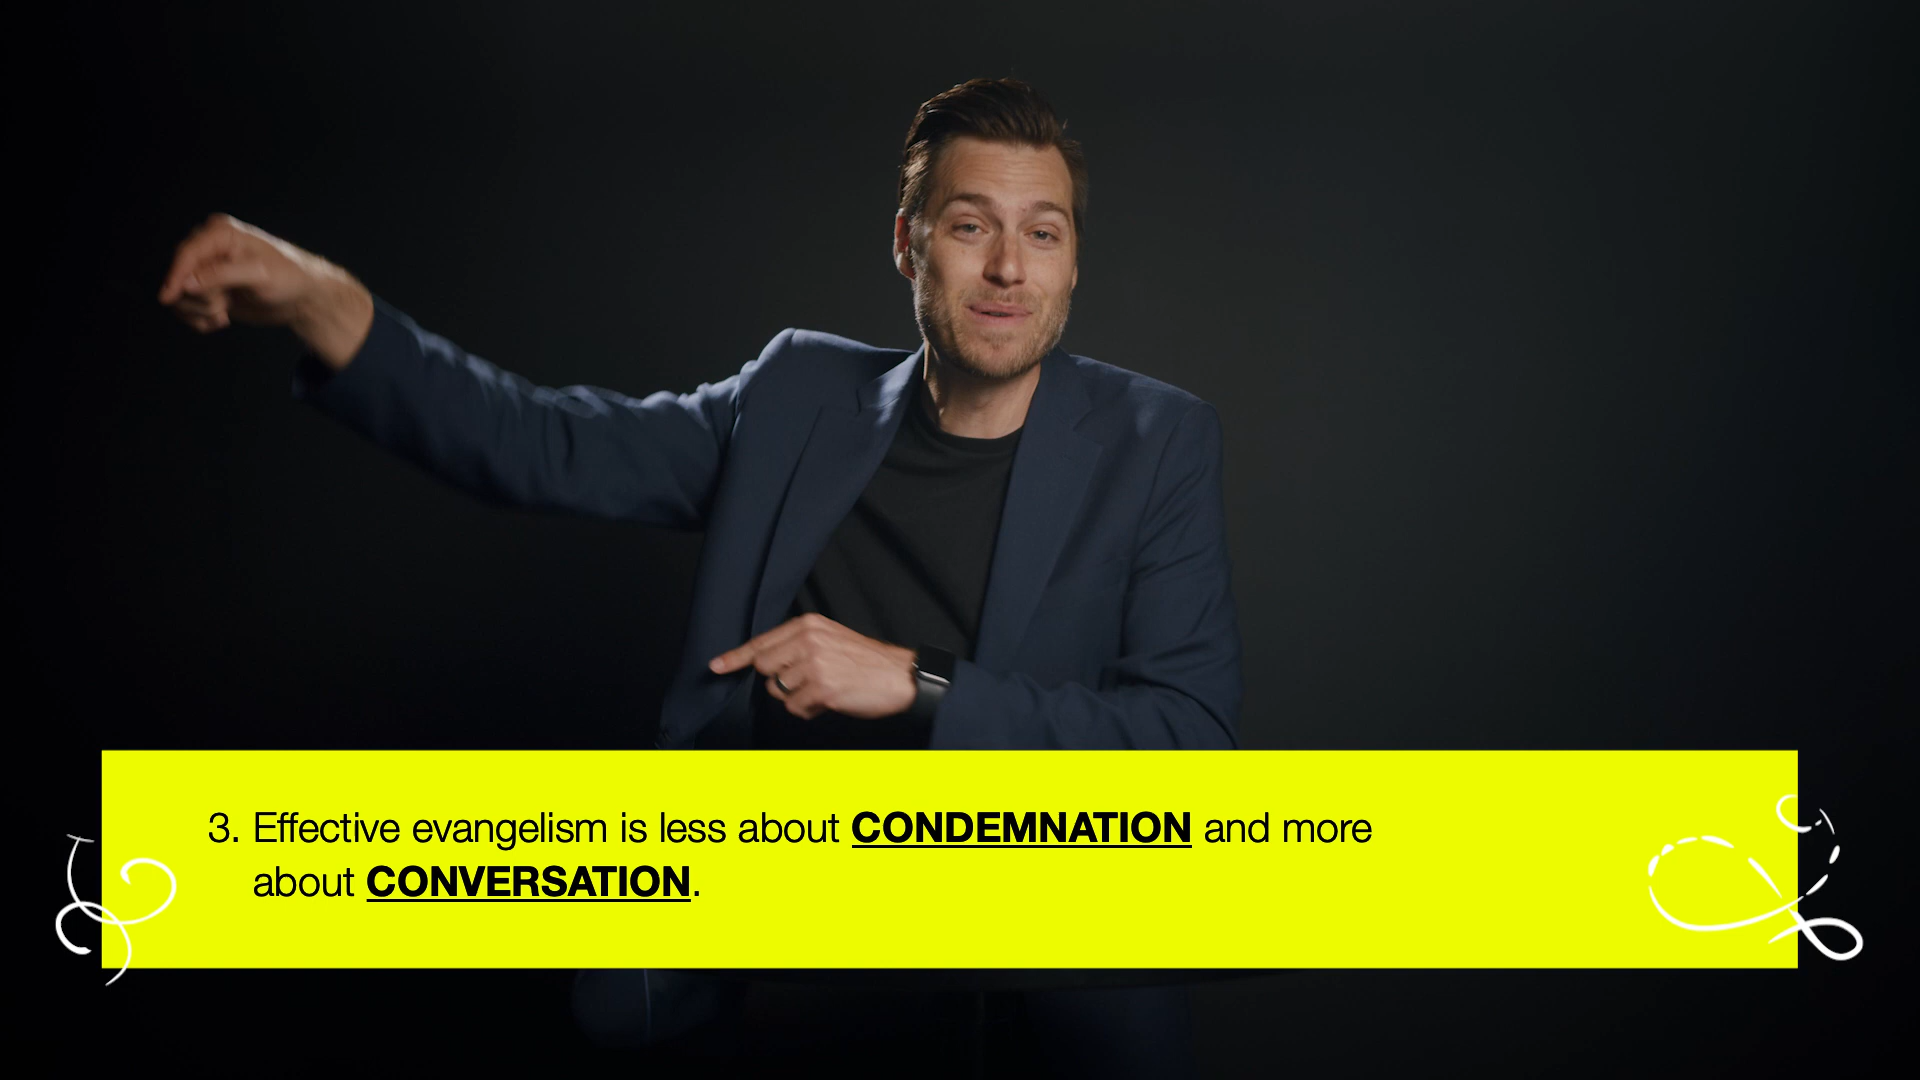 3. Effective evangelism is less about CONDEMNATION and more
about CONVERSATION.